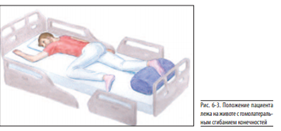 Рис. 6-3. Положение пациента
лежа на животе с гомолатераль-
ным сгибанием конечностей